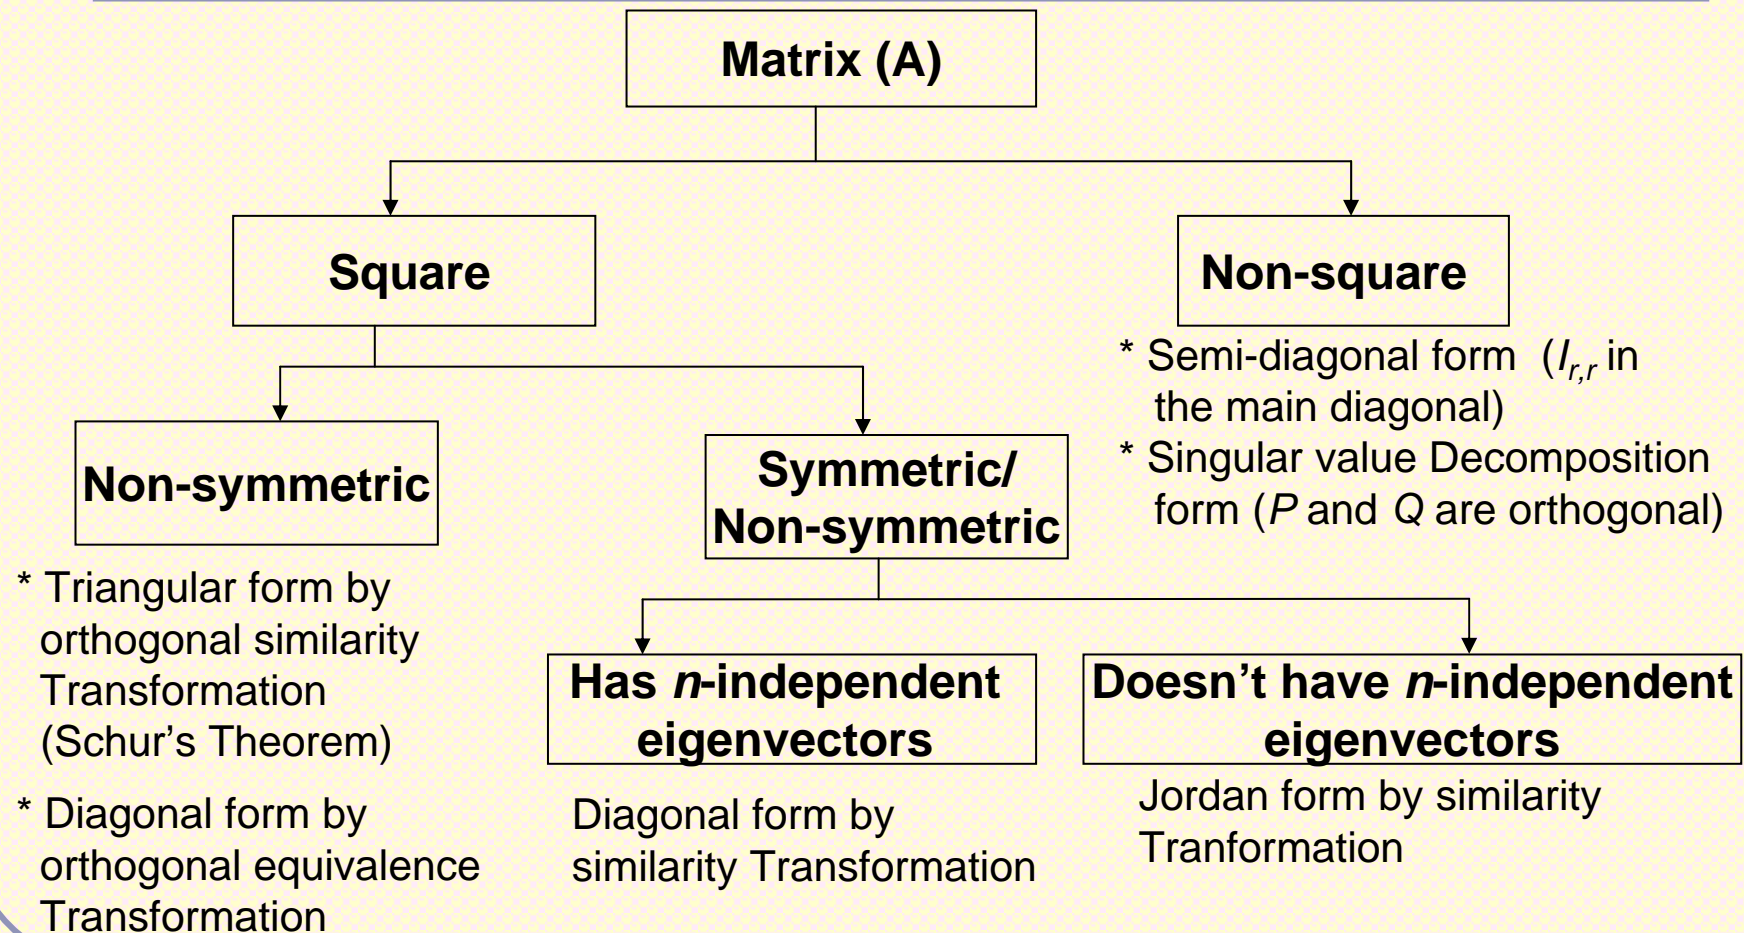 Matrix (A)
Square
Non-square
* Semi-diagonal form (I_{r,r} in
the main diagonal)
* Singular value Decomposition
form (P and Q are orthogonal)
Non-symmetric
Symmetric/
Non-symmetric
* Triangular form by
orthogonal similarity
Transformation
(Schur's Theorem)
* Diagonal form by
orthogonal equivalence
Transformation
Has n-independent
eigenvectors
Diagonal form by
similarity Transformation
Doesn't have n-independent
eigenvectors
Jordan form by similarity
Tranformation